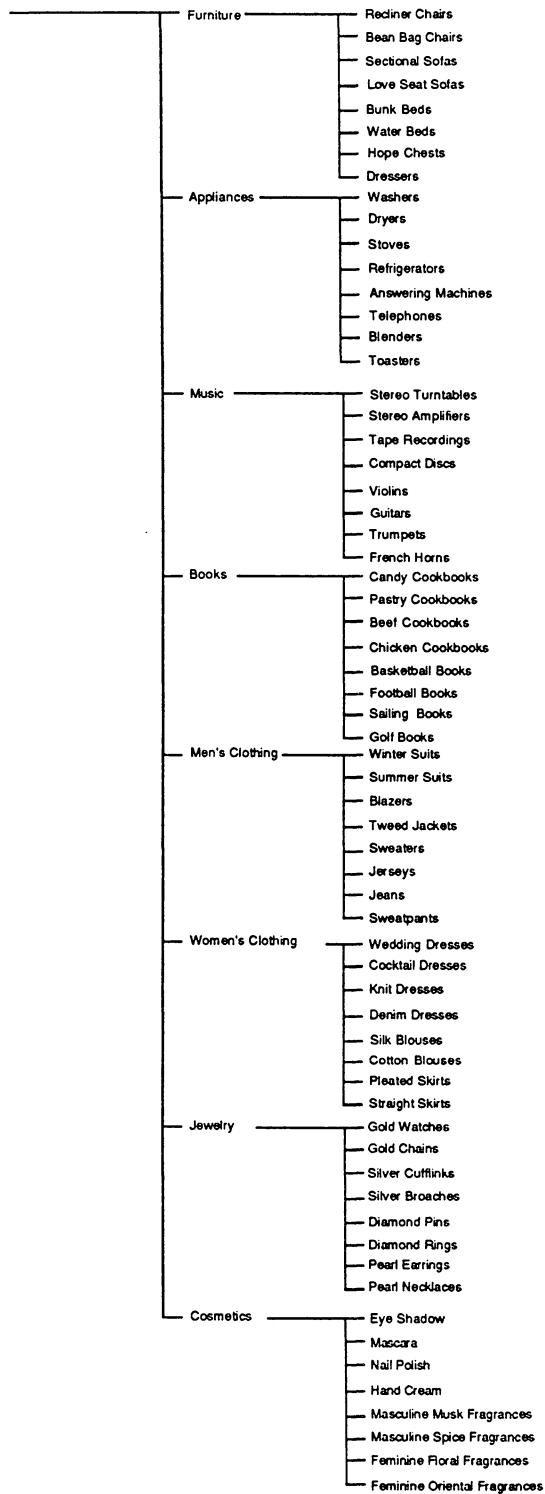 Furniture
Recliner Chairs
Bean Bag Chairs
Sectional Sofas
Love Seat Sofas
Bunk Beds
Water Beds
Hope Chests
Dressers
Appliances
Washers
Dryers
Stoves
Refrigerators
Answering Machines
Telephones
Blenders
Toasters
Music
Stereo Turntables
Stereo Amplifiers
Tape Recordings
Compact Discs
Violins
Guitars
Trumpets
French Horns
Books
Candy Cookbooks
Pastry Cookbooks
Beef Cookbooks
Chicken Cookbooks
Basketball Books
Football Books
Sailing Books
Golf Books
Men's Clothing
Winter Suits
Summer Suits
Blazers
Tweed Jackets
Sweaters
Jerseys
Jeans
Sweatpants
Women's Clothing
Wedding Dresses
Cocktail Dresses
Knit Dresses
Denim Dresses
Silk Blouses
Cotton Blouses
Pleated Skirts
Straight Skirts
Jewelry
Gold Watches
Gold Chains
Silver Cufflinks
Silver Broaches
Diamond Pins
Diamond Rings
Pearl Earrings
Pearl Necklaces
Cosmetics
Eye Shadow
Mascara
Nail Polish
Hand Cream
Masculine Musk Fragrances
Masculine Spice Fragrances
Feminine Floral Fragrances
Feminine Oriental Fragrances